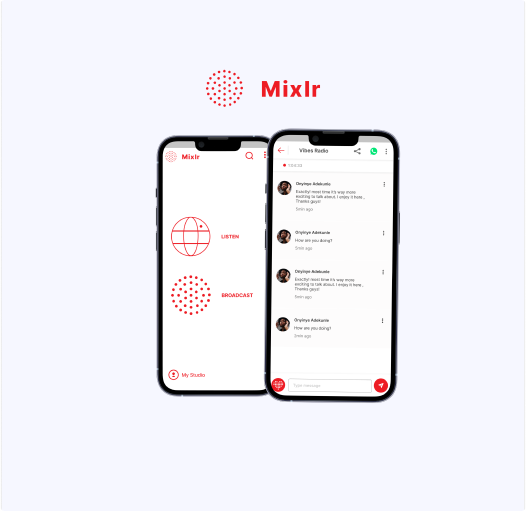 Mixlr
Mixlr
LISTEN
BROADCAST
My Studio
Vibes Radio
Onyinye Adekunle
Exactly! most time it's way more
exciting to talk about. I enjoy it here ,
Thanks guys!!
5min ago
Onyinye Adekunle
How are you doing?
5min ago
Onyinye Adekunle
Exactly! most time it's way more
exciting to talk about. I enjoy it here ,
Thanks guys!!
5min ago
Onyinye Adekunle
How are you doing?
2min ago
Type message